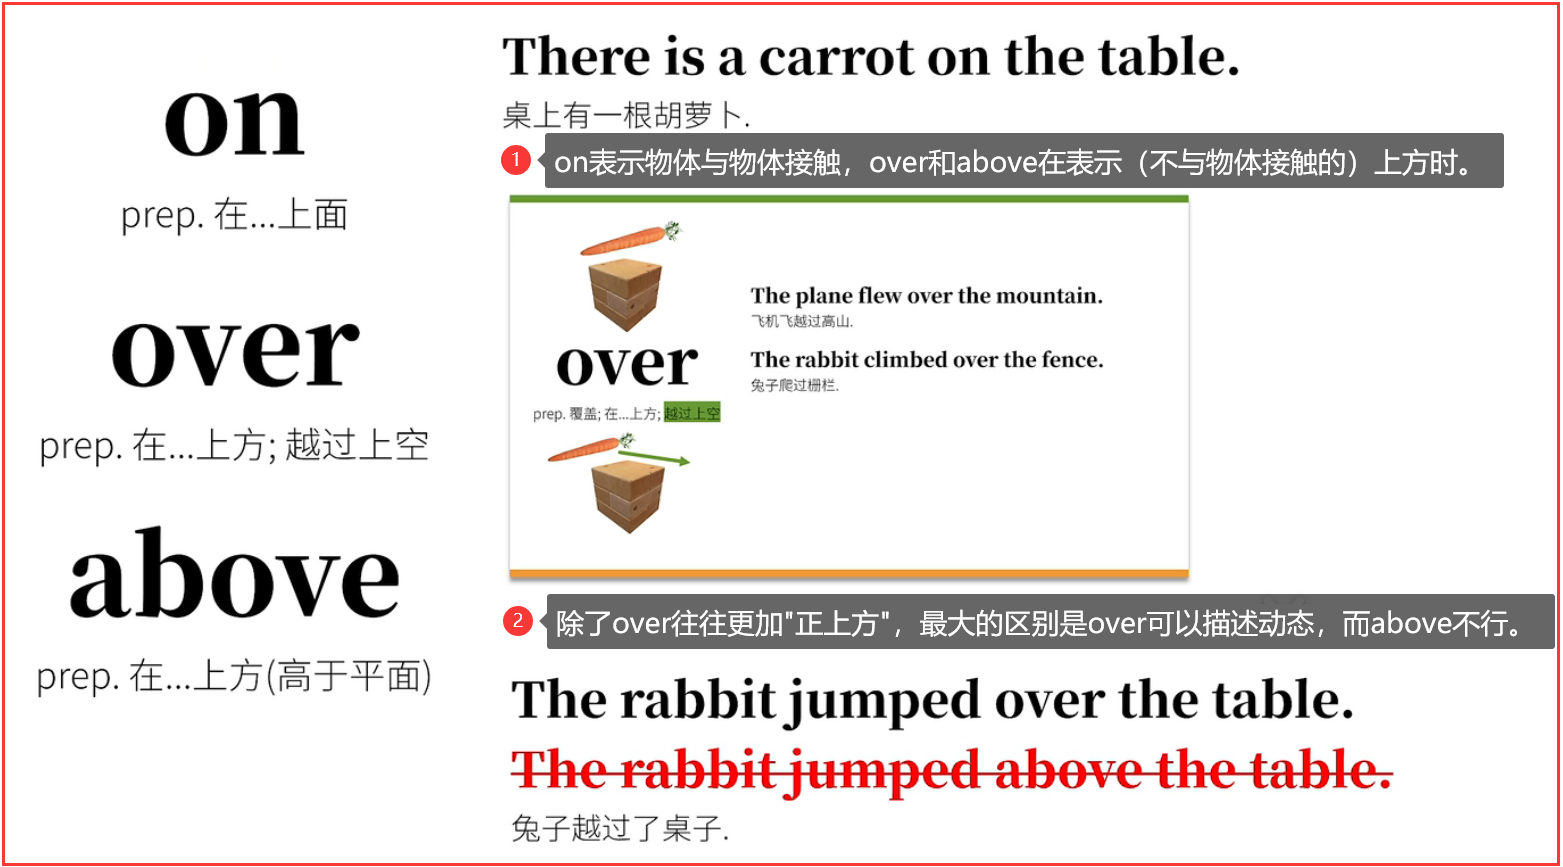 on
prep. 在...上面
over
prep. 在...上方; 越过上空
above
prep. 在...上方(高于平面)
There is a carrot on the table.
桌上有一根胡萝卜.
1 on表示物体与物体接触，over和above在表示（不与物体接触的）上方时。
The plane flew over the mountain.
飞机飞越过高山.
The rabbit climbed over the fence.
兔子爬过栅栏.
over
prep. 覆盖; 在...上方; 越过上空
2 除了over往往更加"正上方"，最大的区别是over可以描述动态，而above不行。
The rabbit jumped over the table.
The rabbit jumped above the table.
兔子越过了桌子.